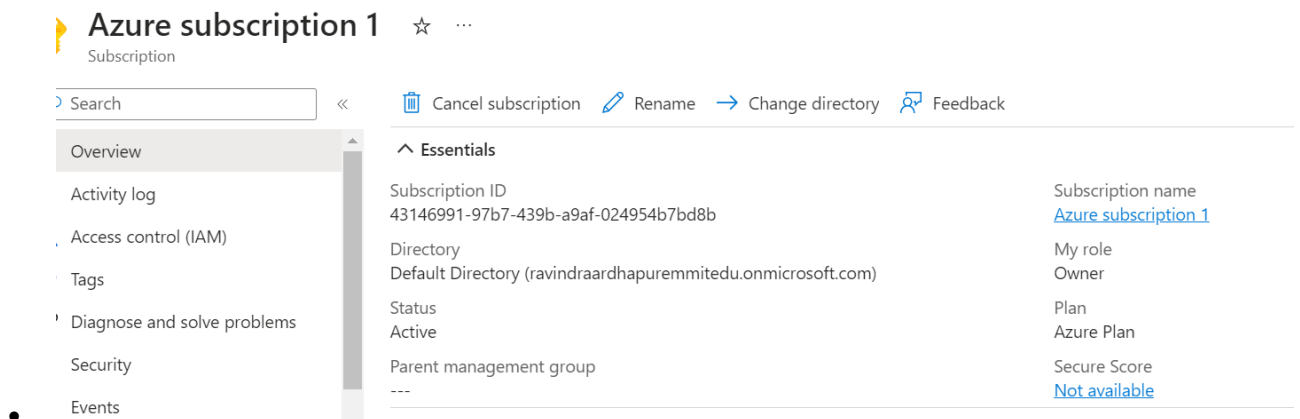 Azure subscription 1
Subscription
Search
Cancel subscription Rename Change directory Feedback
Overview
Activity log
Access control (IAM)
Tags
Diagnose and solve problems
Security
Events
Essentials
Subscription ID
43146991-97b7-439b-a9af-024954b7bd8b
Directory
Default Directory (ravindraardhapuremmitedu.onmicrosoft.com)
Status
Active
Parent management group
---
Subscription name
Azure subscription 1
My role
Owner
Plan
Azure Plan
Secure Score
Not available